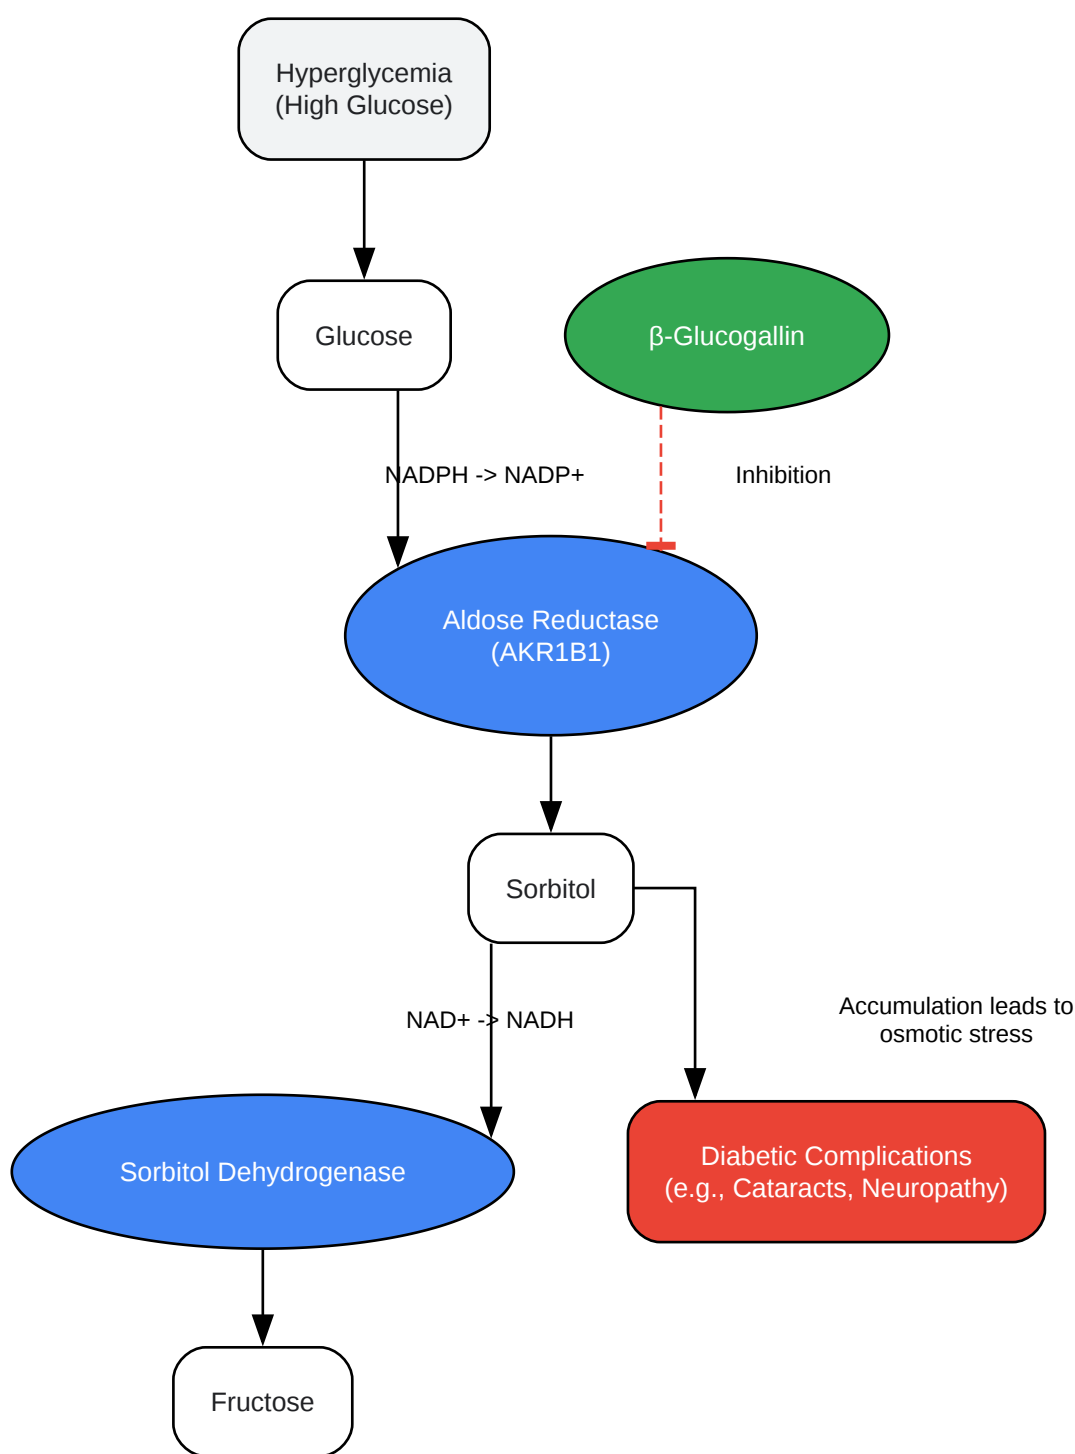 Hyperglycemia
(High Glucose)
Glucose
β-Glucogallin
NADPH -> NADP+
Inhibition
Aldose Reductase
(AKR1B1)
Sorbitol
NAD+ -> NADH
Accumulation leads to
osmotic stress
Sorbitol Dehydrogenase
Diabetic Complications
(e.g., Cataracts, Neuropathy)
Fructose